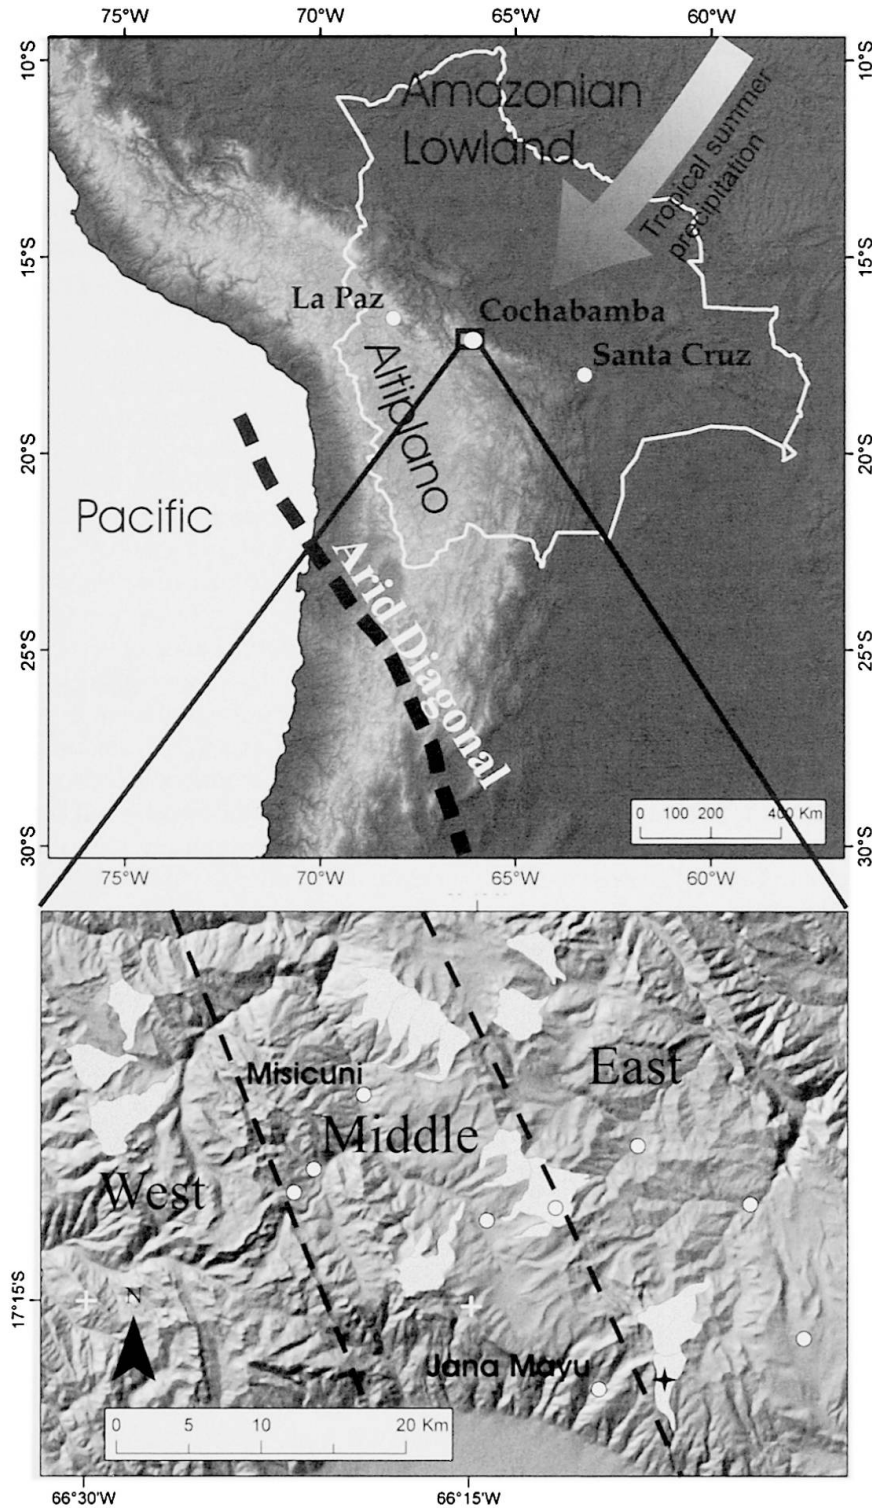 75°W 70°W 65°W 60°W
10°S 10°S
Amazonian
Lowland
Tropical summer
precipitation
15°S 15°S
La Paz
Cochabamba
Santa Cruz
Altiplano
20°S 20°S
Pacific
Arid Diagonal
25°S 25°S
0 100 200 400 Km
30°S 30°S
75°W 70°W 65°W 60°W
Misicuni
East
Middle
West
17°15'S
N
Jana Mayu
0 5 10 20 Km
66°30'W 66°15'W